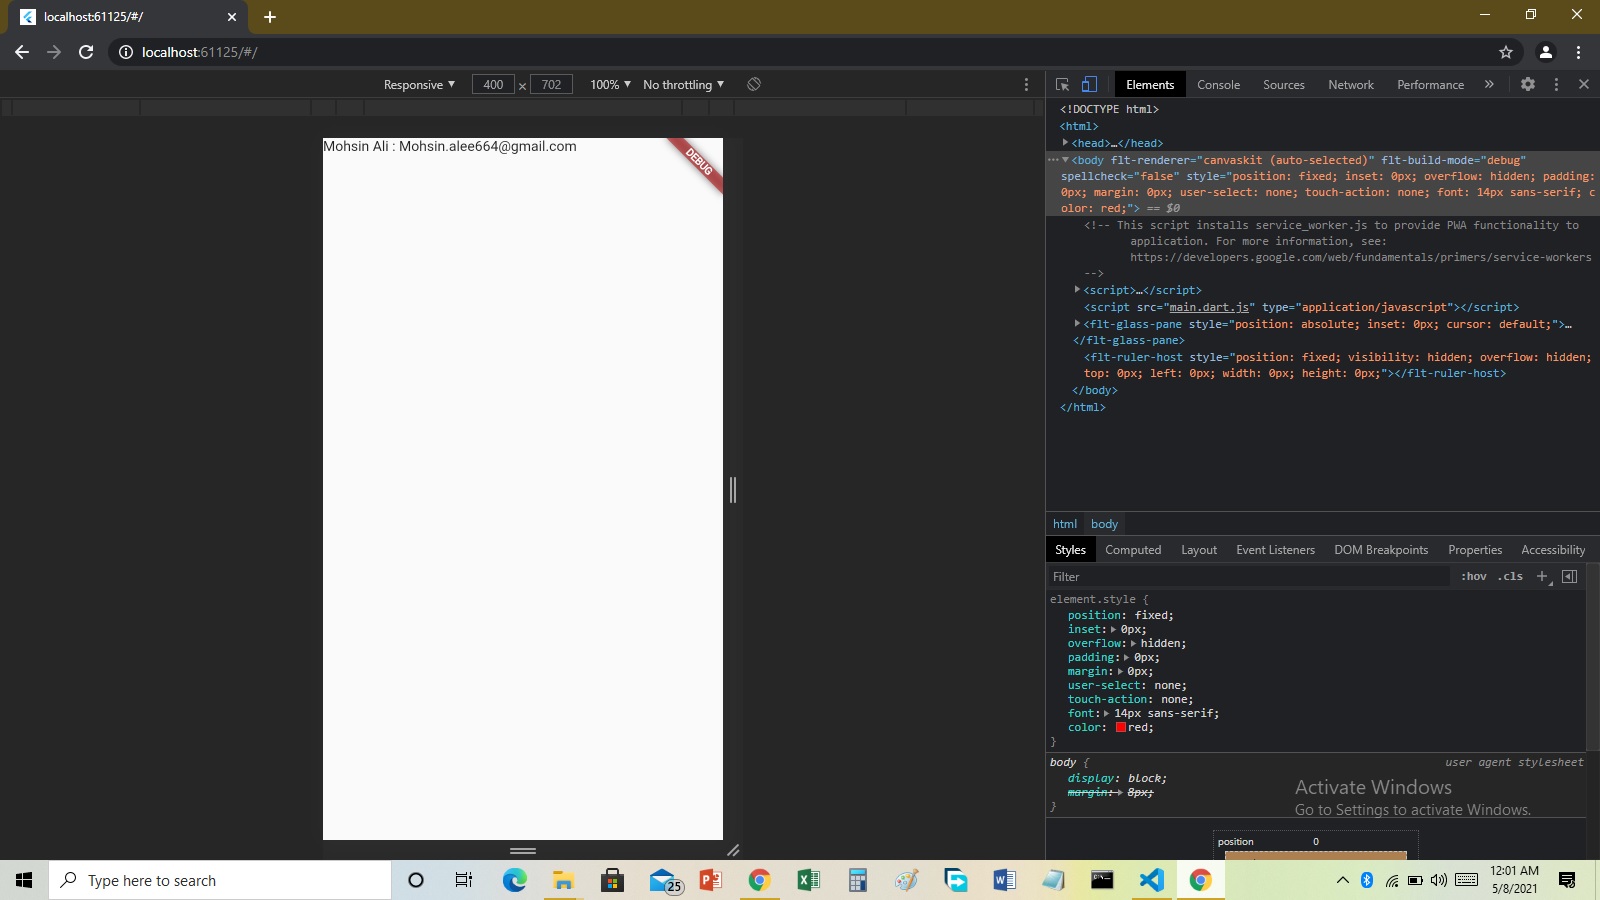 localhost:61125/#/
localhost:61125/#/
Responsive 400 x 702 100% No throttling
Elements Console Sources Network Performance »
Mohsin Ali : Mohsin.alee664@gmail.com
DEBUG
<!DOCTYPE html>
<html>
<head>…</head>
<body flt-renderer="canvaskit (auto-selected)" flt-build-mode="debug"
spellcheck="false" style="position: fixed; inset: 0px; overflow: hidden; padding:
0px; margin: 0px; user-select: none; touch-action: none; font: 14px sans-serif; c
olor: red;"> == $0
<!-- This script installs service_worker.js to provide PWA functionality to
application. For more information, see:
https://developers.google.com/web/fundamentals/primers/service-workers
-->
<script>…</script>
<script src="main.dart.js" type="application/javascript"></script>
<flt-glass-pane style="position: absolute; inset: 0px; cursor: default;">…
</flt-glass-pane>
<flt-ruler-host style="position: fixed; visibility: hidden; overflow: hidden;
top: 0px; left: 0px; width: 0px; height: 0px;"></flt-ruler-host>
</body>
</html>
html body
Styles Computed Layout Event Listeners DOM Breakpoints Properties Accessibility
Filter :hov .cls +
element.style {
position: fixed;
inset: 0px;
overflow: hidden;
padding: 0px;
margin: 0px;
user-select: none;
touch-action: none;
font: 14px sans-serif;
color: red;
}
body { user agent stylesheet
display: block;
margin: 8px;
}
Activate Windows
Go to Settings to activate Windows.
position 0
Type here to search
25
12:01 AM
5/8/2021